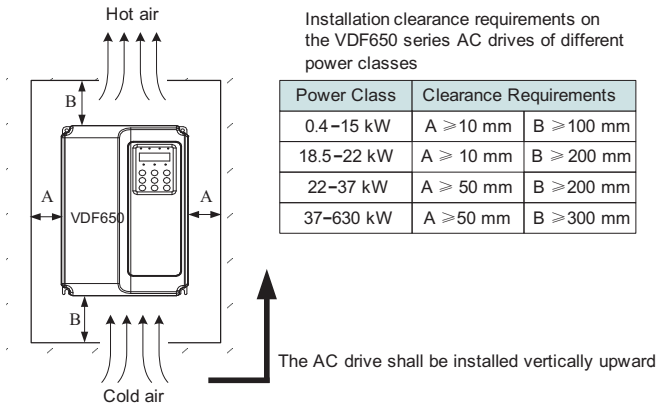 Hot air
B
A
A
VDF650
B
Cold air
Installation clearance requirements on
the VDF650 series AC drives of different
power classes
Power Class Clearance Requirements
0.4–15 kW A ⩾10 mm B ⩾100 mm
18.5–22 kW A ⩾ 10 mm B ⩾200 mm
22–37 kW A ⩾ 50 mm B ⩾200 mm
37–630 kW A ⩾50 mm B ⩾300 mm
The AC drive shall be installed vertically upward